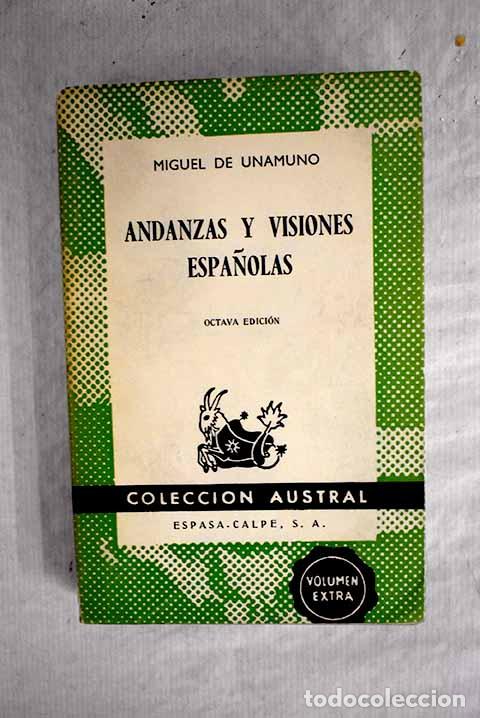 MIGUEL DE UNAMUNO
ANDANZAS Y VISIONES
ESPAÑOLAS
OCTAVA EDICIÓN
COLECCION AUSTRAL
ESPASA-CALPE, S. A.
VOLUMEN
EXTRA
todocoleccion